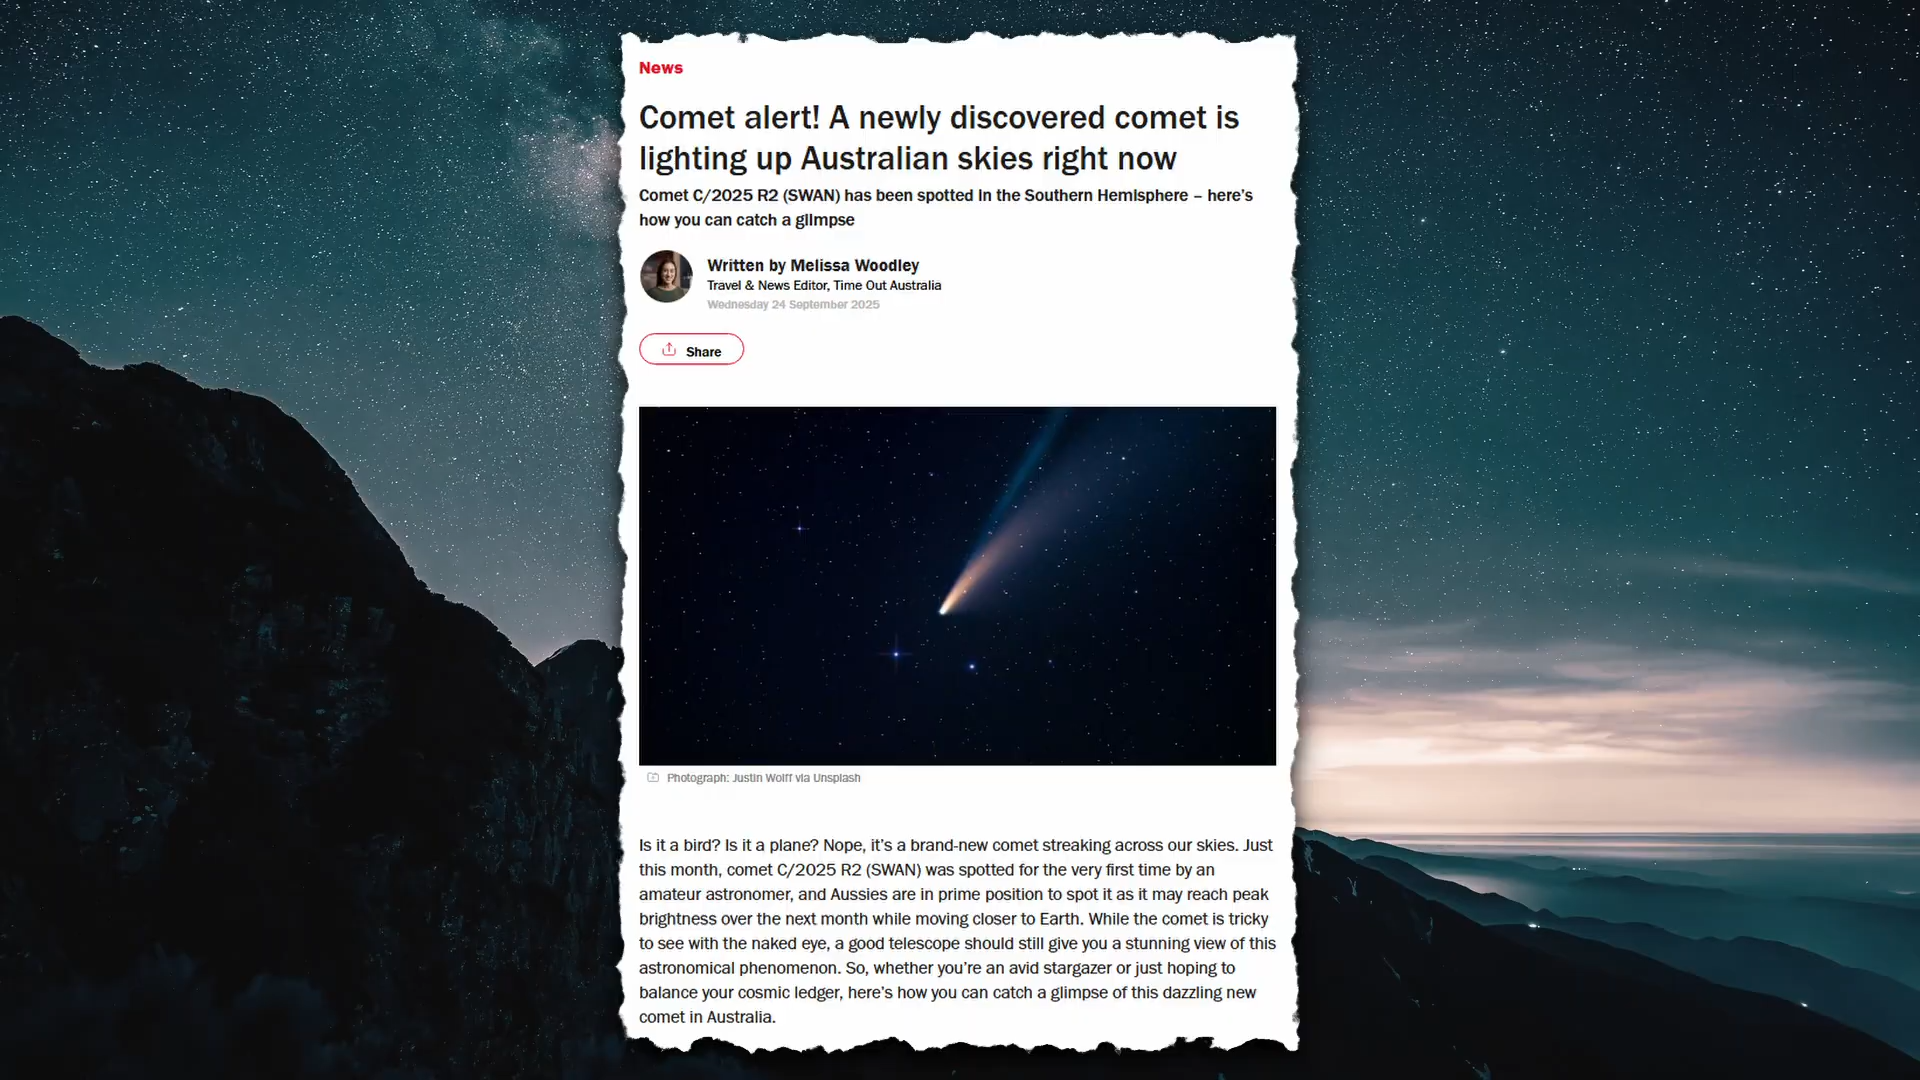 News
Comet alert! A newly discovered comet is
lighting up Australian skies right now
Comet C/2025 R2 (SWAN) has been spotted in the Southern Hemisphere – here's
how you can catch a glimpse
Written by Melissa Woodley
Travel & News Editor, Time Out Australia
Wednesday 24 September 2025
Share
Photograph: Justin Wolff via Unsplash
Is it a bird? Is it a plane? Nope, it's a brand-new comet streaking across our skies. Just
this month, comet C/2025 R2 (SWAN) was spotted for the very first time by an
amateur astronomer, and Aussies are in prime position to spot it as it may reach peak
brightness over the next month while moving closer to Earth. While the comet is tricky
to see with the naked eye, a good telescope should still give you a stunning view of this
astronomical phenomenon. So, whether you're an avid stargazer or just hoping to
balance your cosmic ledger, here's how you can catch a glimpse of this dazzling new
comet in Australia.